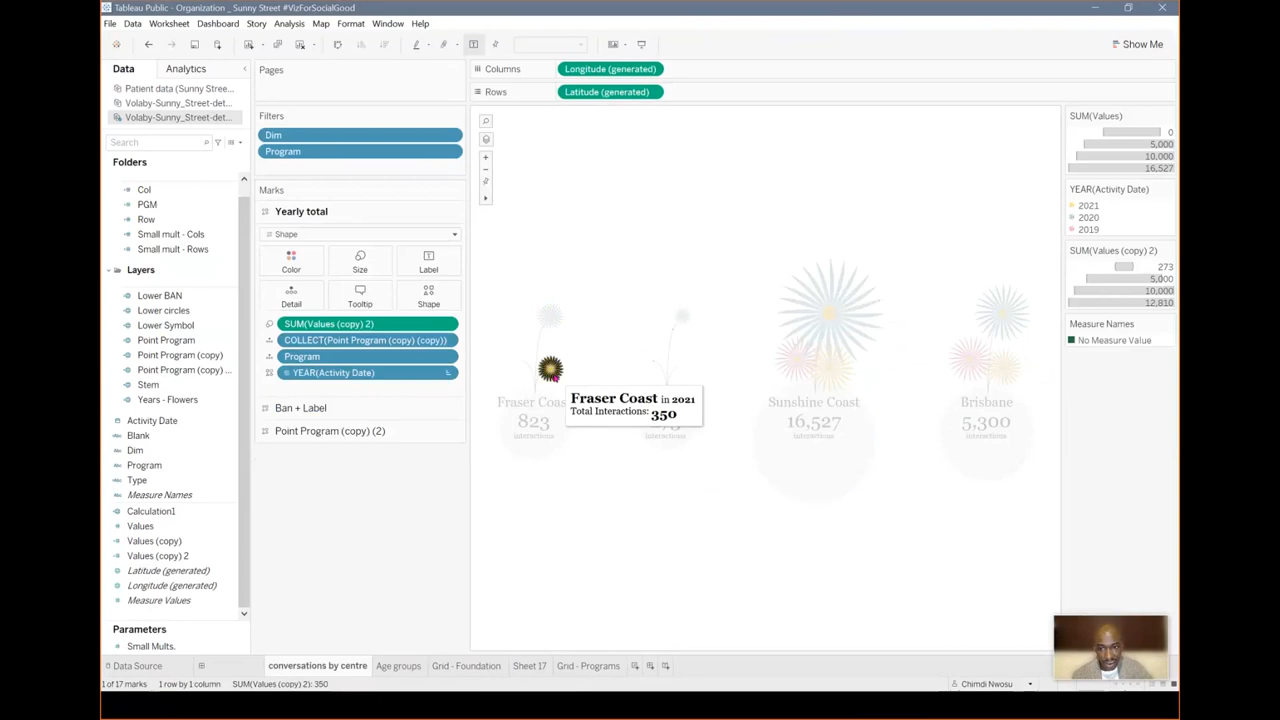 Tableau Public - Organization _ Sunny Street #VizForSocialGood
File Data Worksheet Dashboard Story Analysis Map Format Window Help
Show Me
Data Analytics
Patient data (Sunny Stree...
Volaby-Sunny_Street-det...
Volaby-Sunny_Street-det...
Search
Folders
Col
PGM
Row
Small mult - Cols
Small mult - Rows
Layers
Lower BAN
Lower circles
Lower Symbol
Point Program
Point Program (copy)
Point Program (copy) ...
Stem
Years - Flowers
Activity Date
Blank
Dim
Program
Type
Measure Names
Calculation1
Values
Values (copy)
Values (copy) 2
Latitude (generated)
Longitude (generated)
Measure Values
Parameters
Small Mults.
Pages
Filters
Dim
Program
Marks
Yearly total
Shape
Color Size Label
Detail Tooltip Shape
SUM(Values (copy) 2)
COLLECT(Point Program (copy) (copy))
Program
YEAR(Activity Date)
Ban + Label
Point Program (copy) (2)
Columns Longitude (generated)
Rows Latitude (generated)
Fraser Coast in 2021
Total Interactions: 350
Fraser Coa
823
interactions
interactions
Sunshine Coast
16,527
interactions
Brisbane
5,300
interactions
SUM(Values)
0
5,000
10,000
16,527
YEAR(Activity Date)
2021
2020
2019
SUM(Values (copy) 2)
273
5,000
10,000
12,810
Measure Names
No Measure Value
Data Source conversations by centre Age groups Grid - Foundation Sheet 17 Grid - Programs
1 of 17 marks 1 row by 1 column SUM(Values (copy) 2): 350 Chimdi Nwosu